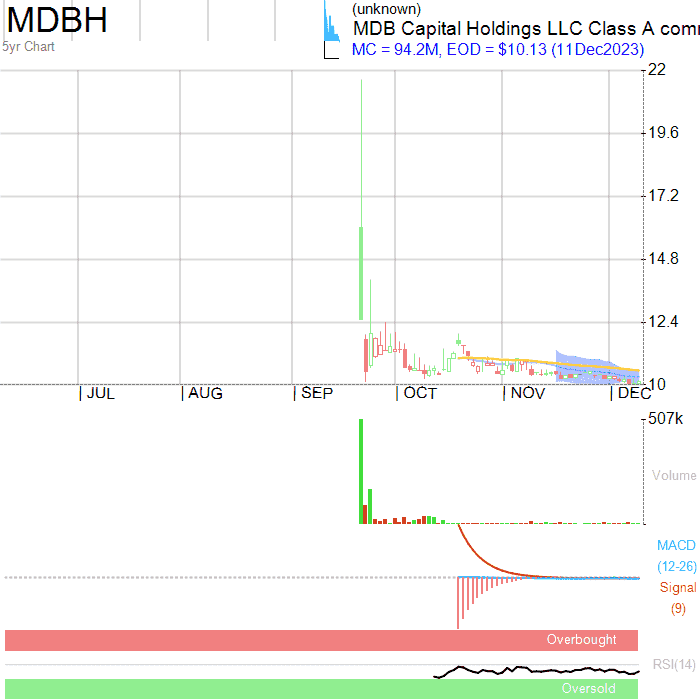 MDBH
5yr Chart
(unknown)
MDB Capital Holdings LLC Class A com
MC = 94.2M, EOD = $10.13 (11Dec2023)
22
19.6
17.2
14.8
12.4
10
JUL
AUG
SEP
OCT
NOV
DEC
507k
Volume
MACD
(12-26)
Signal
(9)
Overbought
RSI(14)
Oversold